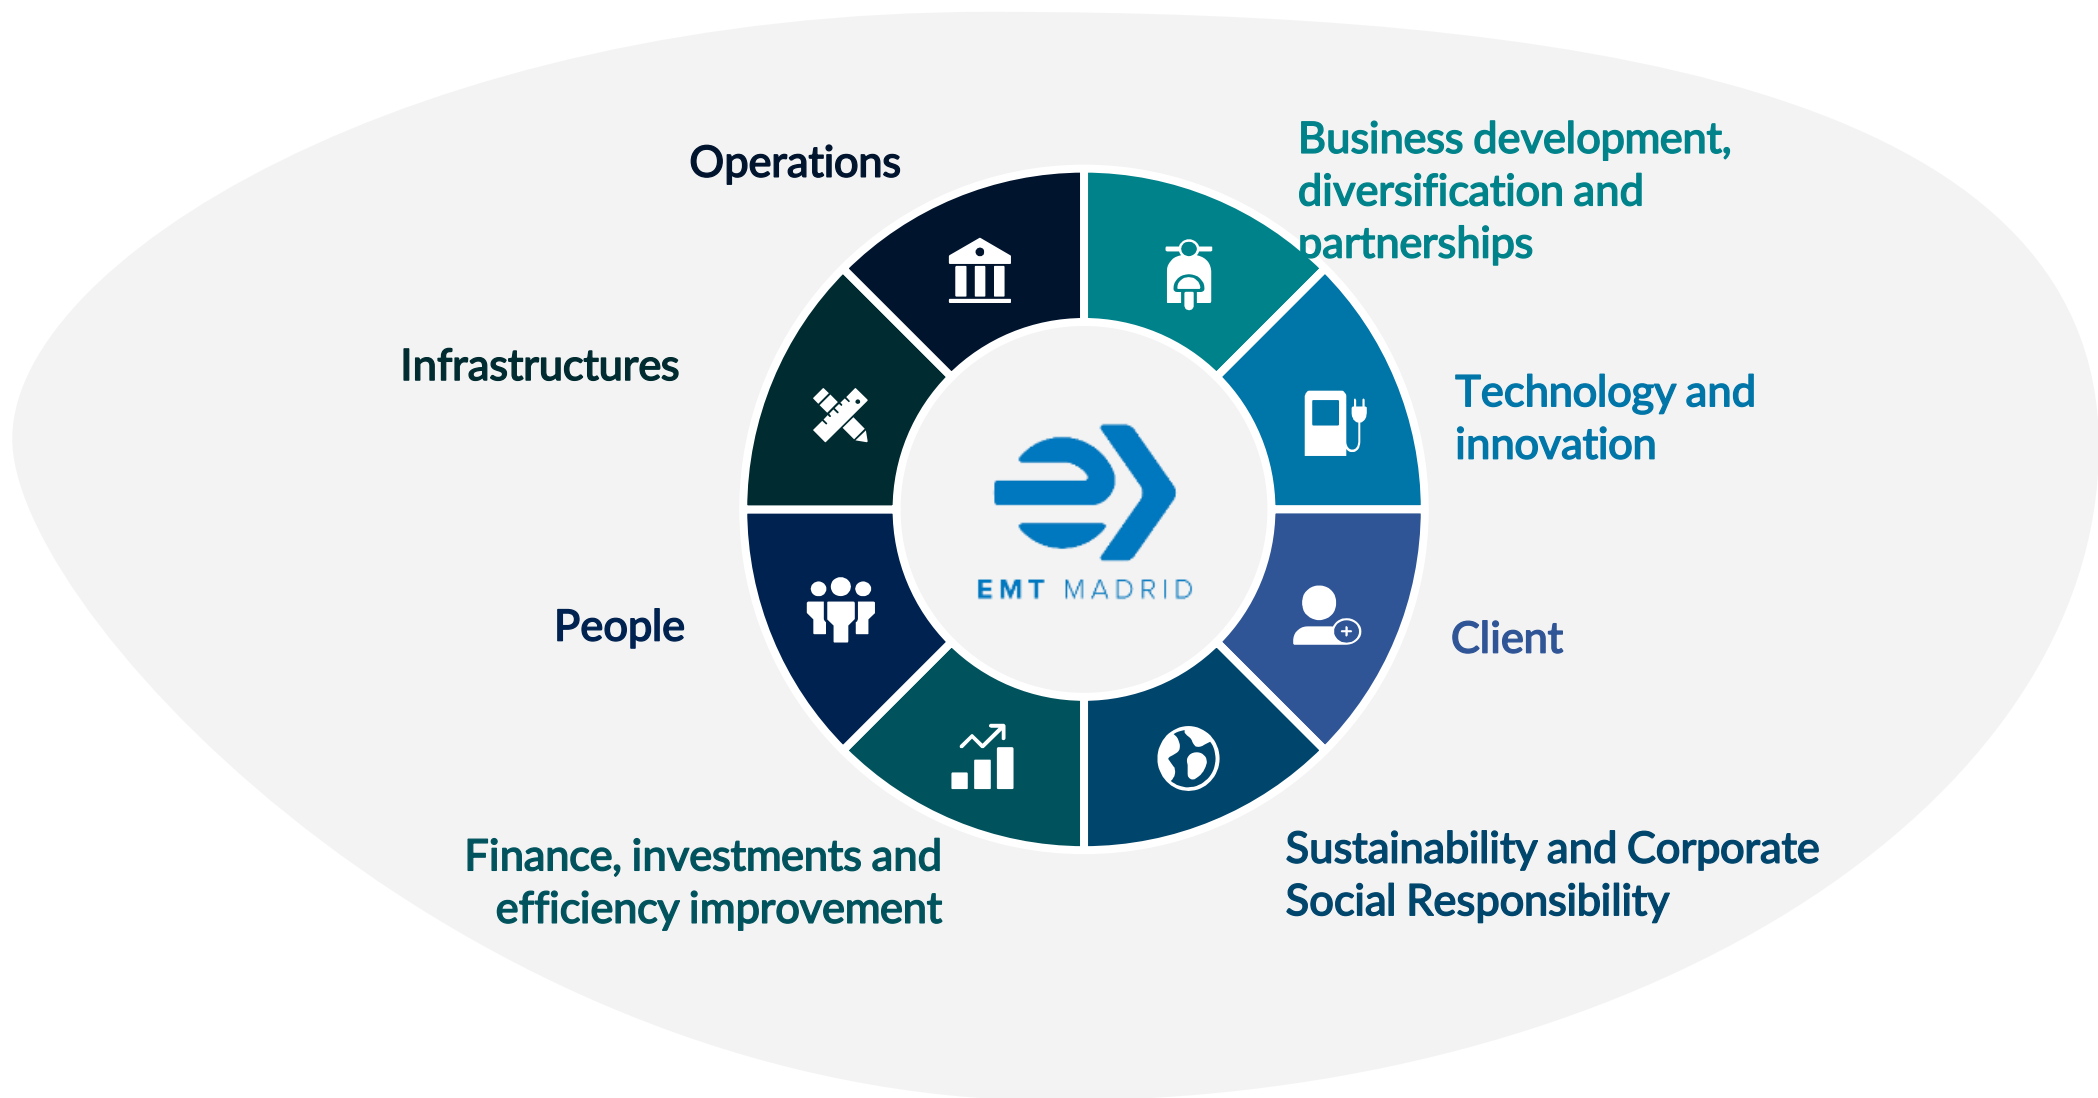 Operations
Business development,
diversification and
partnerships
Infrastructures
Technology and
innovation
EMT MADRID
People
Client
Finance, investments and
efficiency improvement
Sustainability and Corporate
Social Responsibility